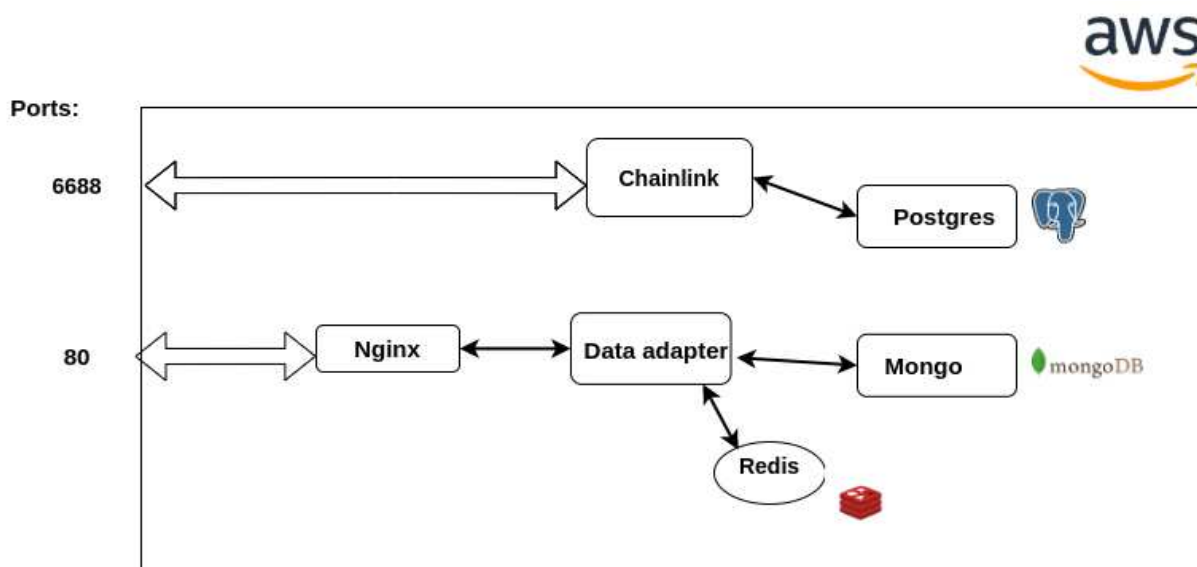 aws
Ports:
6688
Chainlink
Postgres
80
Nginx
Data adapter
Mongo
mongoDB
Redis